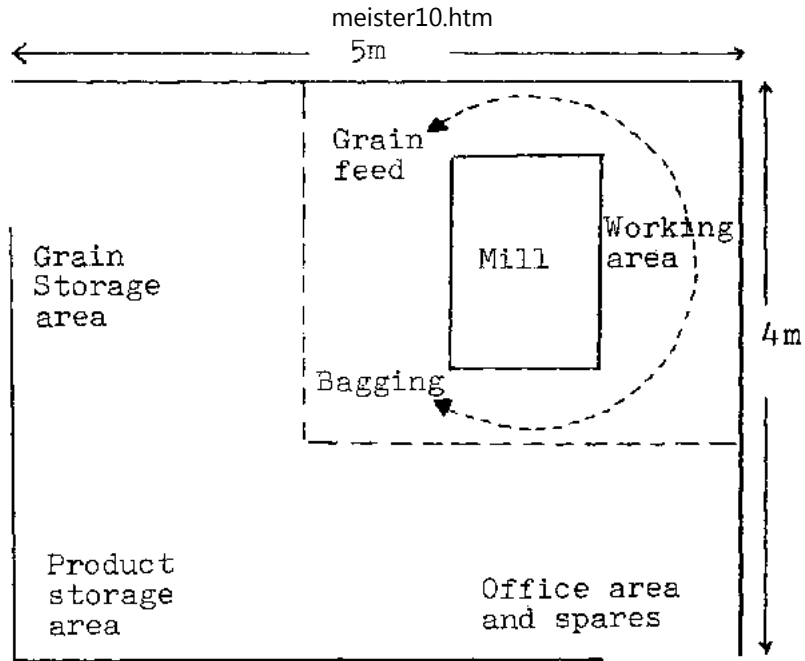 meister10.htm
5m
Grain
feed
Working
area
Mill
Grain
Storage
area
4m
Bagging
Product
storage
area
Office area
and spares